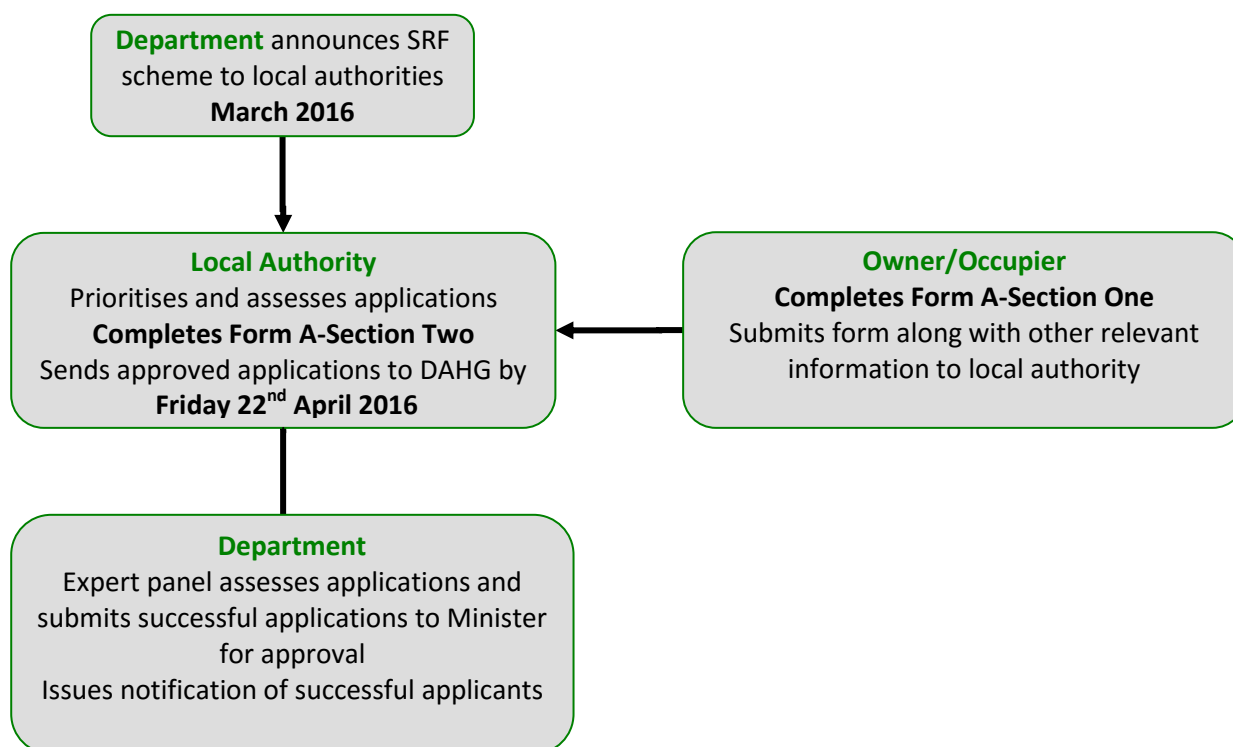 Department announces SRF
scheme to local authorities
March 2016
Local Authority
Prioritises and assesses applications
Completes Form A-Section Two
Sends approved applications to DAHG by
Friday 22nd April 2016
Owner/Occupier
Completes Form A-Section One
Submits form along with other relevant
information to local authority
Department
Expert panel assesses applications and
submits successful applications to Minister
for approval
Issues notification of successful applicants